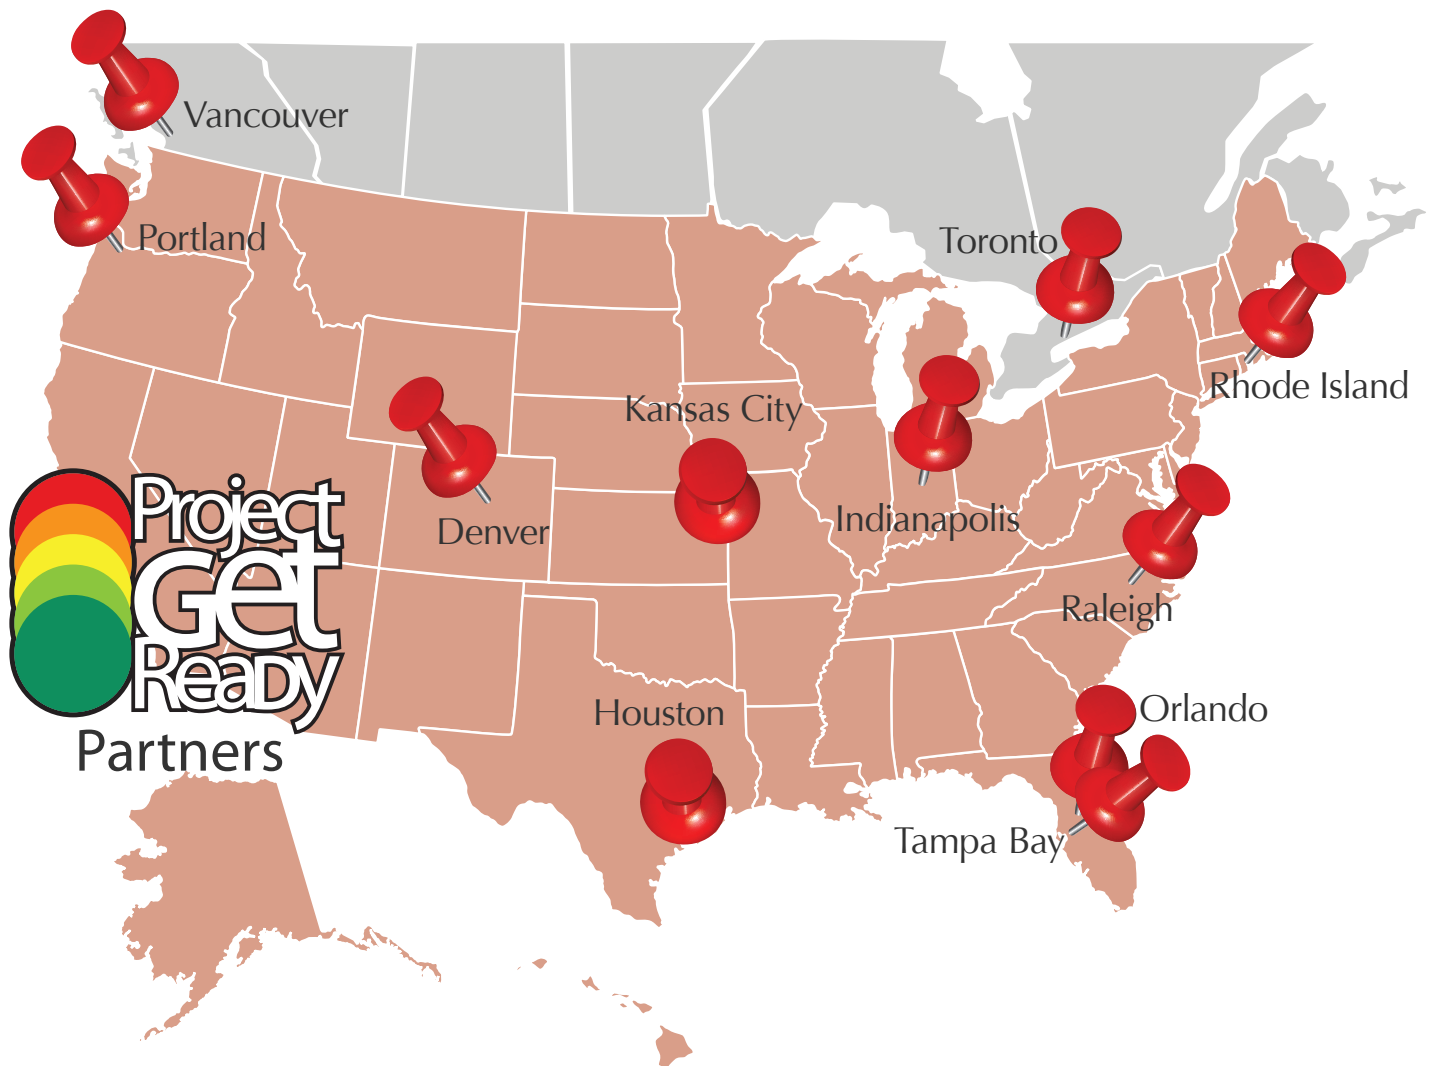 Vancouver
Portland
Toronto
Rhode Island
Kansas City
Denver
Indianapolis
Raleigh
Houston
Orlando
Tampa Bay
Project
Get
Ready
Partners